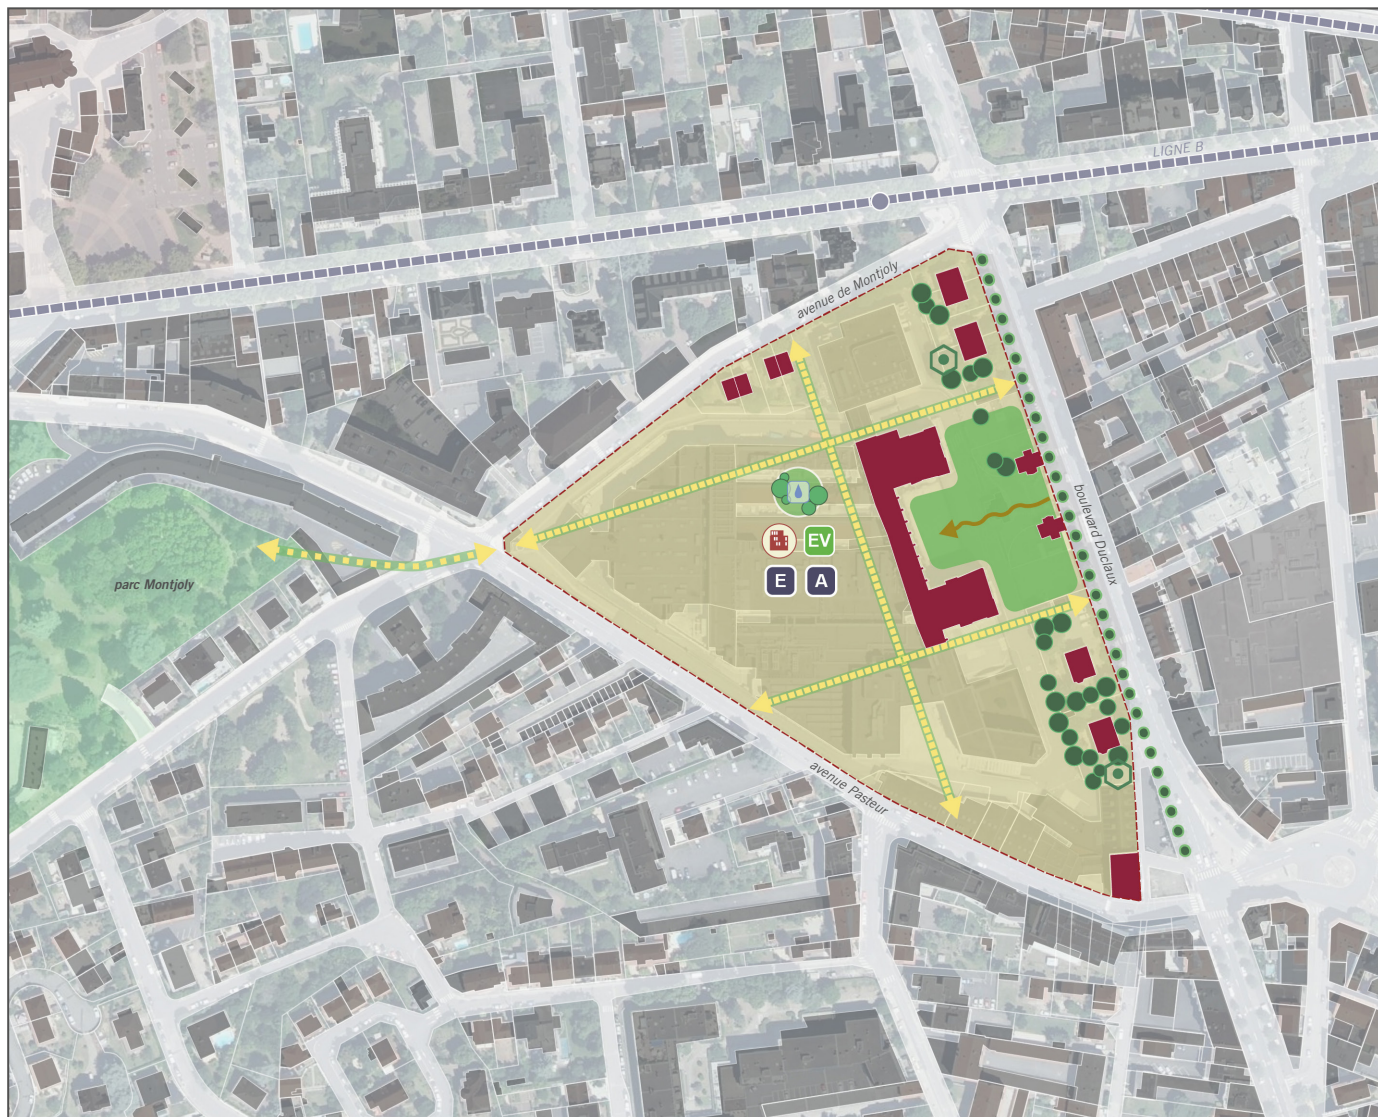 LIGNE B
avenue de Montjoly
boulevard Duclaux
EV
E
A
parc Montjoly
avenue Pasteur